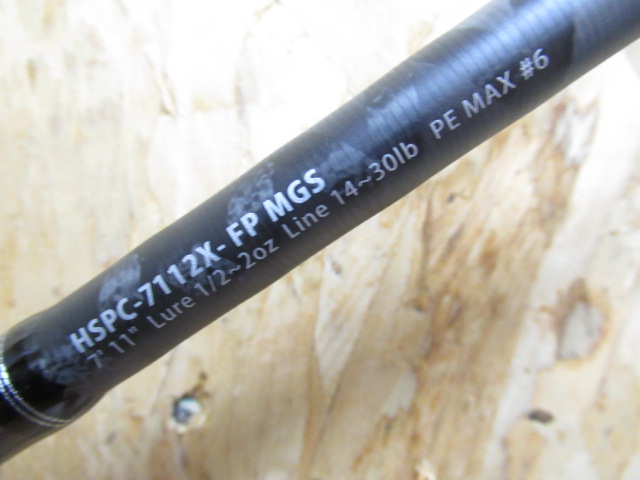 HSPC-7112X-FP MGS
7'11" Lure 1/2~2oz Line 14~30lb PE MAX #6